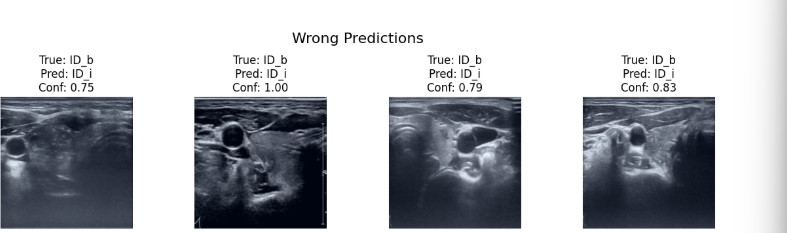 Wrong Predictions
True: ID_b
Pred: ID_i
Conf: 0.75
True: ID_b
Pred: ID_i
Conf: 1.00
True: ID_b
Pred: ID_i
Conf: 0.79
True: ID_b
Pred: ID_i
Conf: 0.83